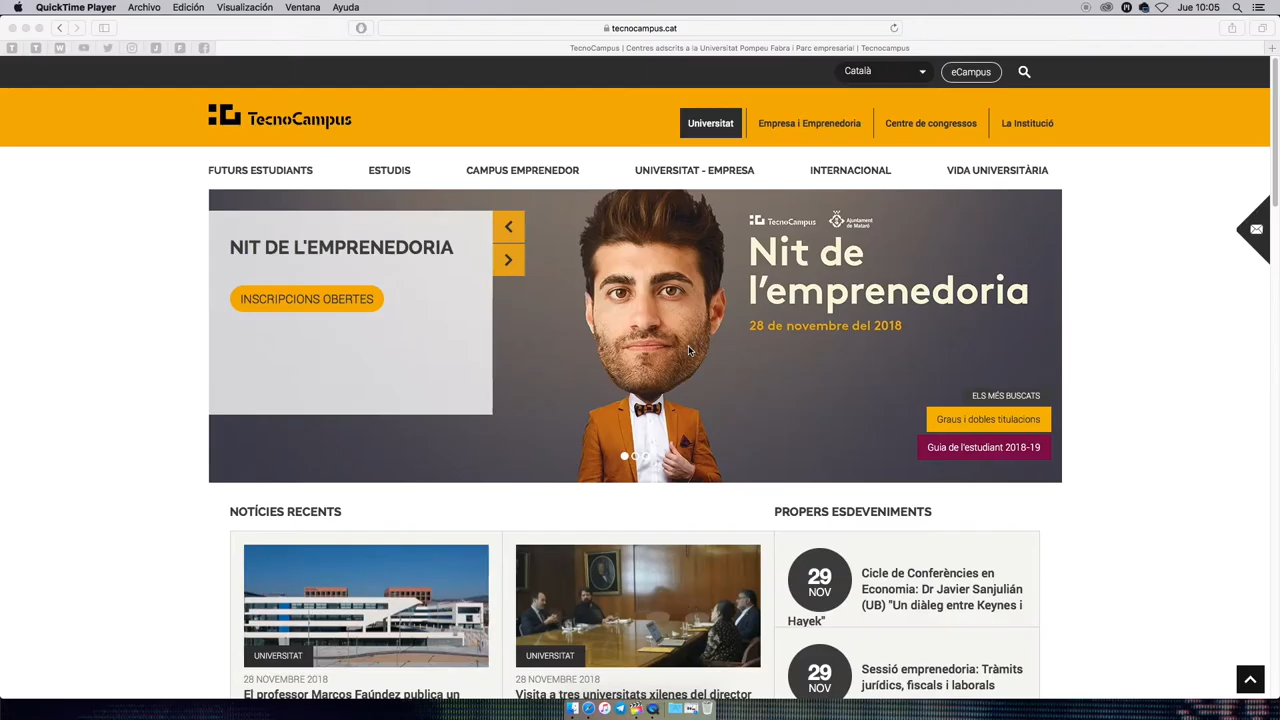 QuickTime Player Archivo Edición Visualización Ventana Ayuda
Jue 10:05
tecnocampus.cat
TecnoCampus | Centres adscrits a la Universitat Pompeu Fabra i Parc empresarial | Tecnocampus
Català
eCampus
TecnoCampus
Universitat
Empresa i Emprenedoria
Centre de congressos
La Institució
FUTURS ESTUDIANTS
ESTUDIS
CAMPUS EMPRENEDOR
UNIVERSITAT - EMPRESA
INTERNACIONAL
VIDA UNIVERSITÀRIA
NIT DE L'EMPRENEDORIA
INSCRIPCIONS OBERTES
TecnoCampus
Ajuntament
de Mataró
Nit de
l'emprenedoria
28 de novembre del 2018
ELS MÉS BUSCATS
Graus i dobles titulacions
Guia de l'estudiant 2018-19
NOTÍCIES RECENTS
UNIVERSITAT
28 NOVEMBRE 2018
El professor Marcos Faúndez publica un
UNIVERSITAT
28 NOVEMBRE 2018
Visita a tres universitats xilenes del director
PROPERS ESDEVENIMENTS
29
NOV
Cicle de Conferències en
Economia: Dr Javier Sanjulián
(UB) "Un diàleg entre Keynes i
Hayek"
29
NOV
Sessió emprenedoria: Tràmits
jurídics, fiscals i laborals